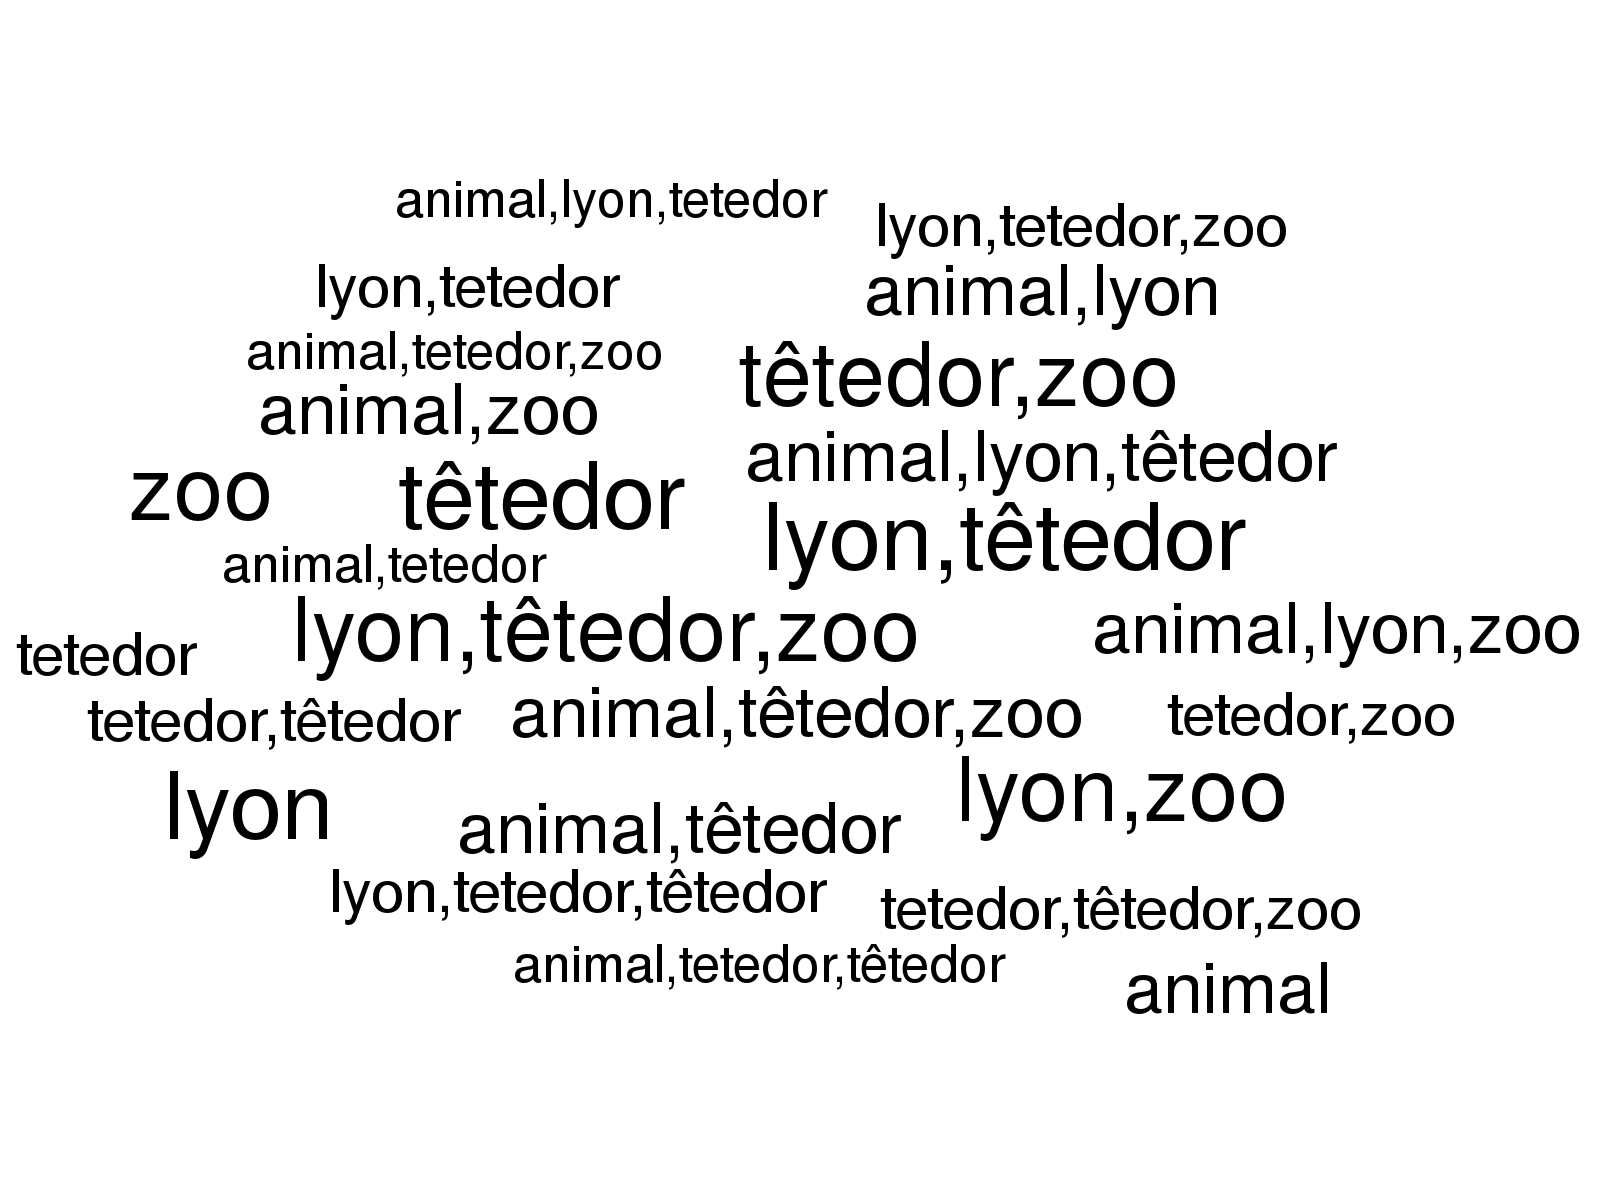 animal,lyon,tetedor
lyon,tetedor,zoo
lyon,tetedor
animal,lyon
animal,tetedor,zoo
têtedor,zoo
animal,zoo
animal,lyon,têtedor
zoo
têtedor
lyon,têtedor
animal,tetedor
lyon,têtedor,zoo
animal,lyon,zoo
tetedor
animal,têtedor,zoo
tetedor,zoo
tetedor,têtedor
lyon,zoo
lyon
animal,têtedor
lyon,tetedor,têtedor
tetedor,têtedor,zoo
animal,tetedor,têtedor
animal